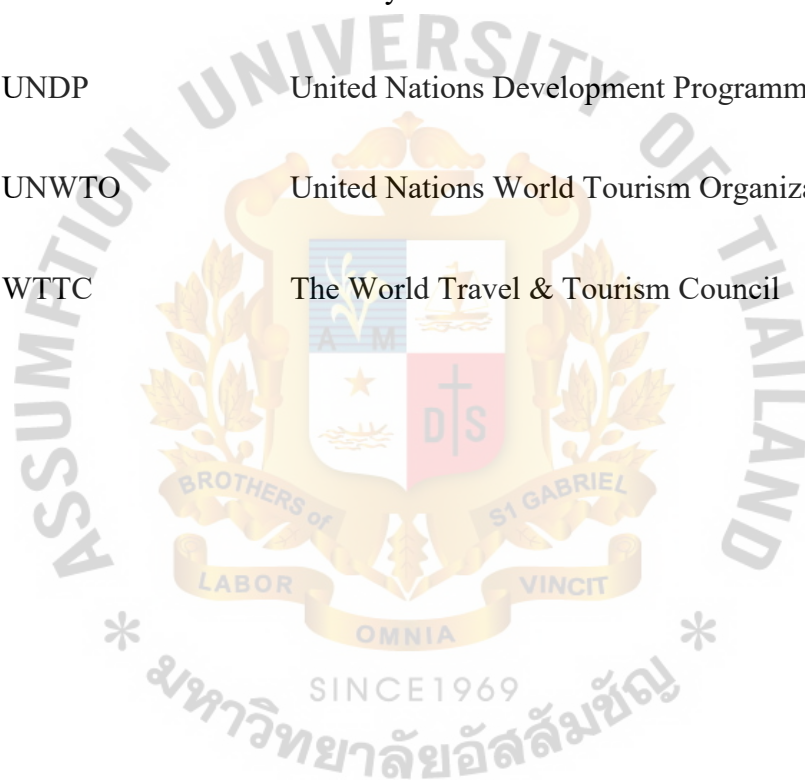 UNDP United Nations Development Programm
UNWTO United Nations World Tourism Organiza
WTTC The World Travel & Tourism Council
ASSUMPTION UNIVERSITY OF THAILAND
A M
D S
BROTHERS of S1 GABRIEL
LABOR OMNIA VINCIT
SINCE1969
* มหาวิทยาลัยอัสสัมชัญ *